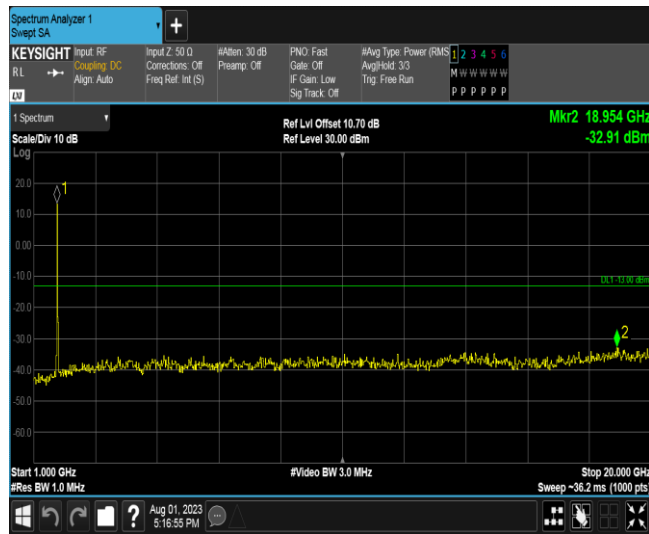 Spectrum Analyzer 1
Swept SA
+
KEYSIGHT
RL
LXI
Input: RF
Coupling: DC
Align: Auto
Input Z: 50 Ω
Corrections: Off
Freq Ref: Int (S)
#Atten: 30 dB
Preamp: Off
PNO: Fast
Gate: Off
IF Gain: Low
Sig Track: Off
#Avg Type: Power (RMS
Avg|Hold: 3/3
Trig: Free Run
1 2 3 4 5 6
M W W W W W
P P P P P P
1 Spectrum
Scale/Div 10 dB
Log
Ref Lvl Offset 10.70 dB
Ref Level 30.00 dBm
Mkr2 18.954 GHz
-32.91 dBm
20.0
1
10.0
0.00
-10.0
DL1 -13.00 dBm
-20.0
-30.0
2
-40.0
-50.0
-60.0
Start 1.000 GHz
#Res BW 1.0 MHz
#Video BW 3.0 MHz
Stop 20.000 GHz
Sweep ~36.2 ms (1000 pts)
?
Aug 01, 2023
5:16:55 PM